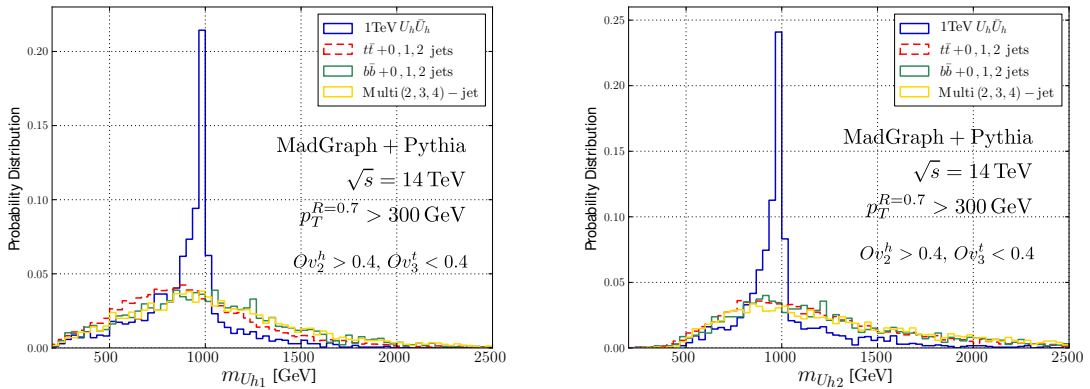 0.20
0.15
0.10
0.05
0.00
Probability Distribution
1TeV U_h Ū_h
tt̄ + 0, 1, 2 jets
bb̄ + 0, 1, 2 jets
Multi (2, 3, 4) − jet
MadGraph + Pythia
√s = 14 TeV
p_T^{R=0.7} > 300 GeV
Ov_2^h > 0.4, Ov_3^t < 0.4
500 1000 1500 2000 2500
m_{Uh1} [GeV]
0.25
0.20
0.15
0.10
0.05
0.00
Probability Distribution
1TeV U_h Ū_h
tt̄ + 0, 1, 2 jets
bb̄ + 0, 1, 2 jets
Multi (2, 3, 4) − jet
MadGraph + Pythia
√s = 14 TeV
p_T^{R=0.7} > 300 GeV
Ov_2^h > 0.4, Ov_3^t < 0.4
500 1000 1500 2000 2500
m_{Uh2} [GeV]